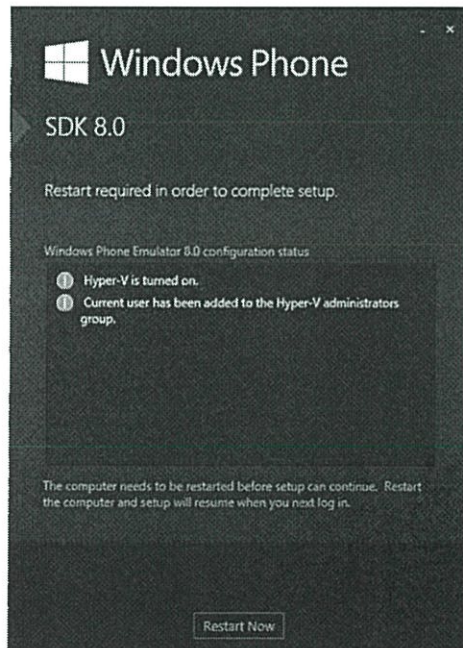 Windows Phone
SDK 8.0
Restart required in order to complete setup.
Windows Phone Emulator 8.0 configuration status
Hyper-V is turned on.
Current user has been added to the Hyper-V administrators
group.
The computer needs to be restarted before setup can continue. Restart
the computer and setup will resume when you next log in.
Restart Now